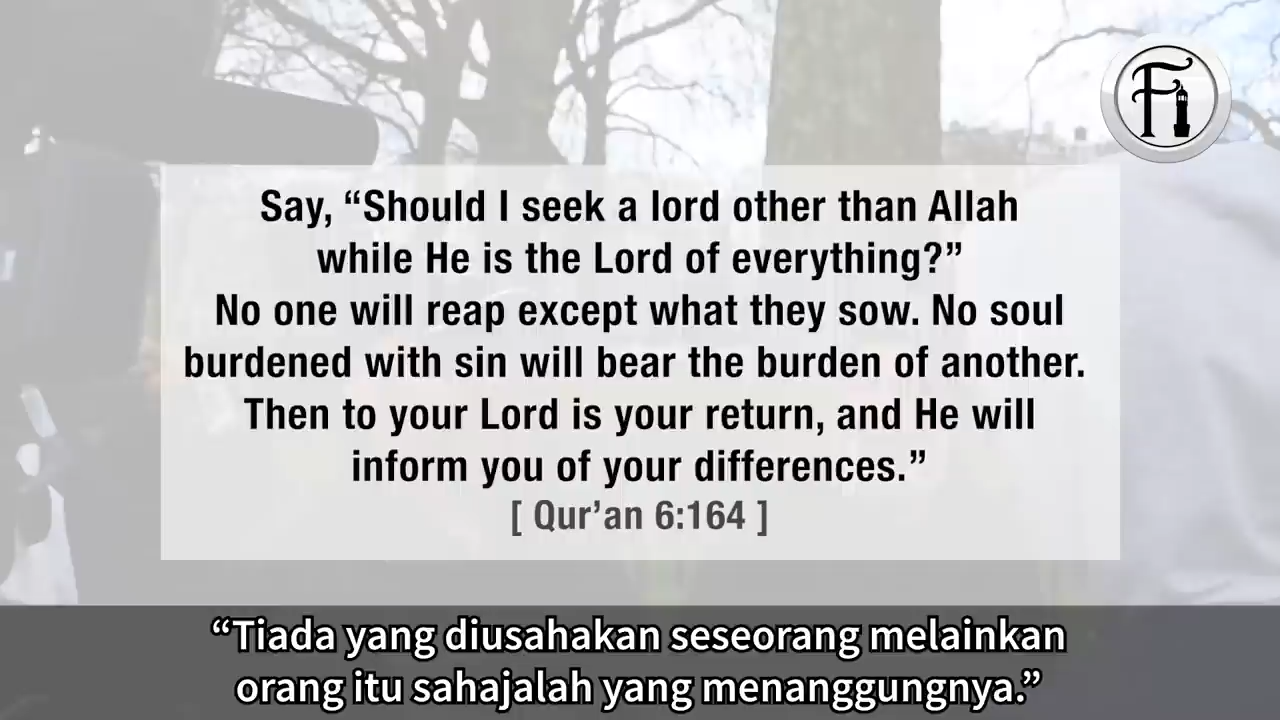 Fi
Say, “Should I seek a lord other than Allah
while He is the Lord of everything?”
No one will reap except what they sow. No soul
burdened with sin will bear the burden of another.
Then to your Lord is your return, and He will
inform you of your differences.”
[ Qur’an 6:164 ]
“Tiada yang diusahakan seseorang melainkan
orang itu sahajalah yang menanggungnya.”